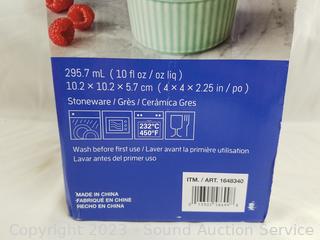 295.7 mL ( 10 fl oz / oz liq )
10.2 × 10.2 × 5.7 cm ( 4 × 4 × 2.25 in / po )
Stoneware / Grès / Cerámica Gres
232°C
450°F
Wash before first use / Laver avant la première utilisation
Lavar antes del primer uso
ITM. / ART. 1648340
MADE IN CHINA
FABRIQUÉ EN CHINE
HECHO EN CHINA
Copyright 2023 - Sound Auction Service